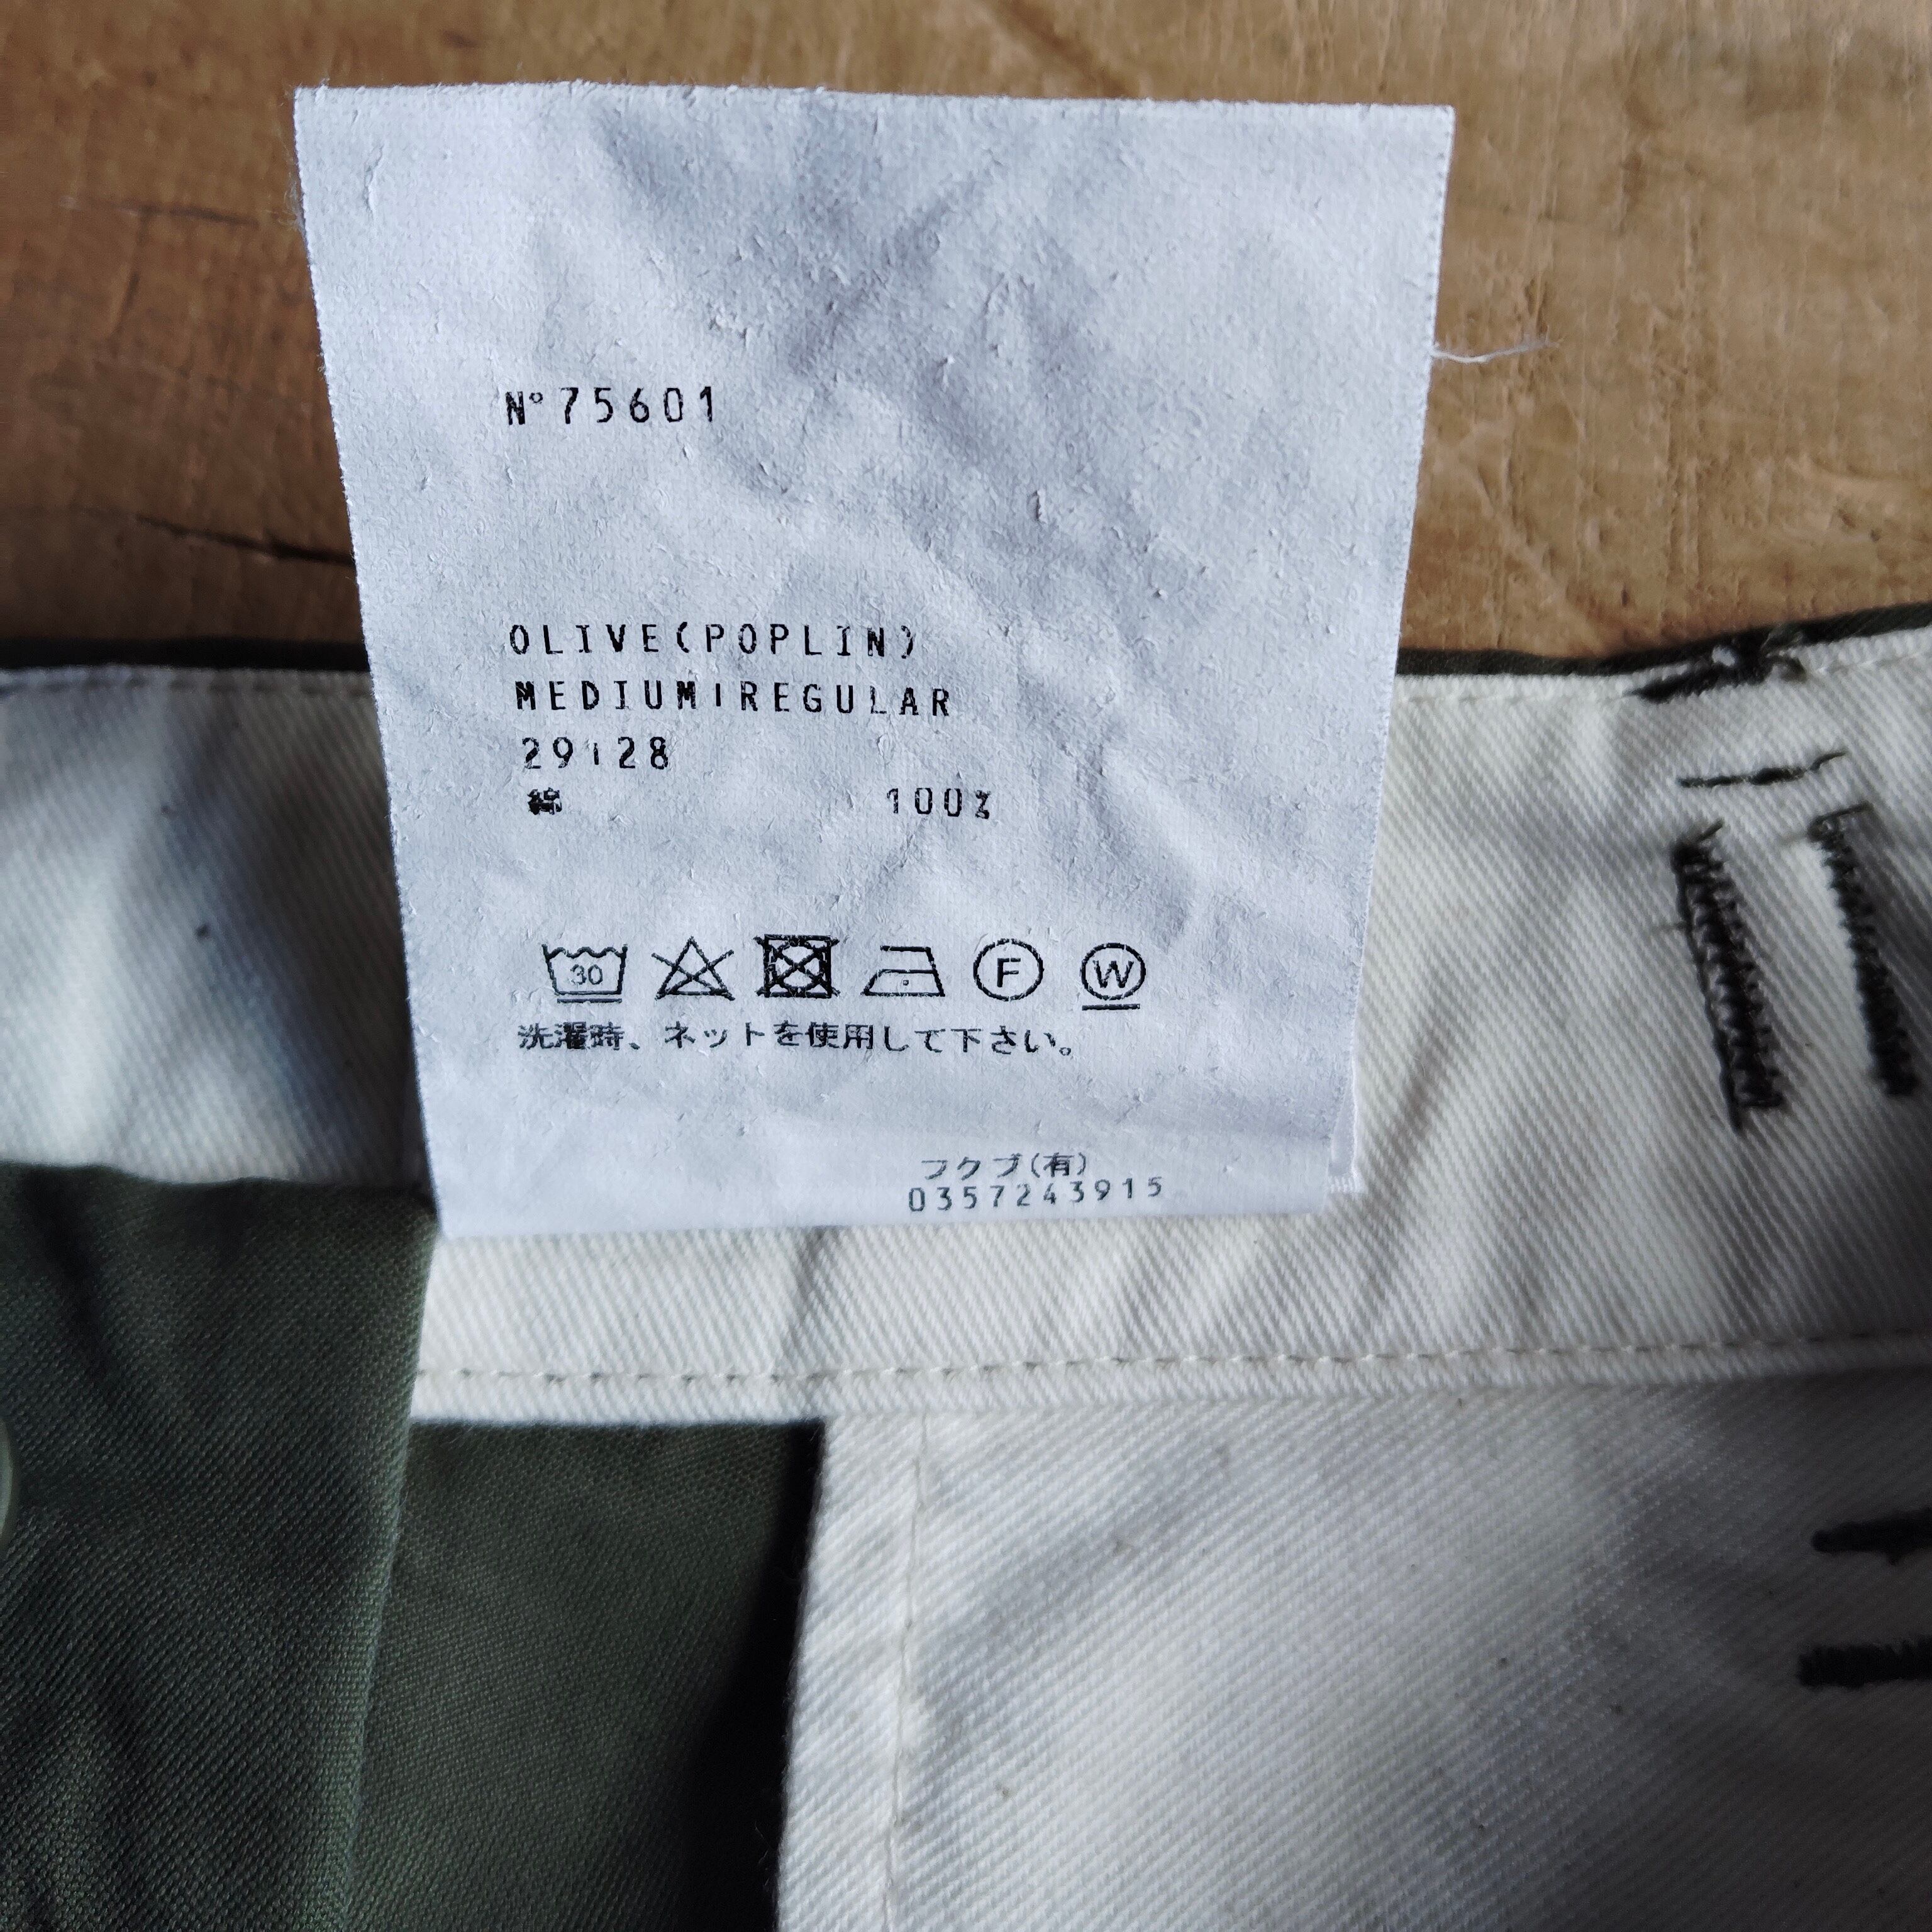 N°75601
OLIVE(POPLIN)
MEDIUM|REGULAR
29|28
綿 100%
30 F W
洗濯時、ネットを使用して下さい。
フクブ(有)
0357243915